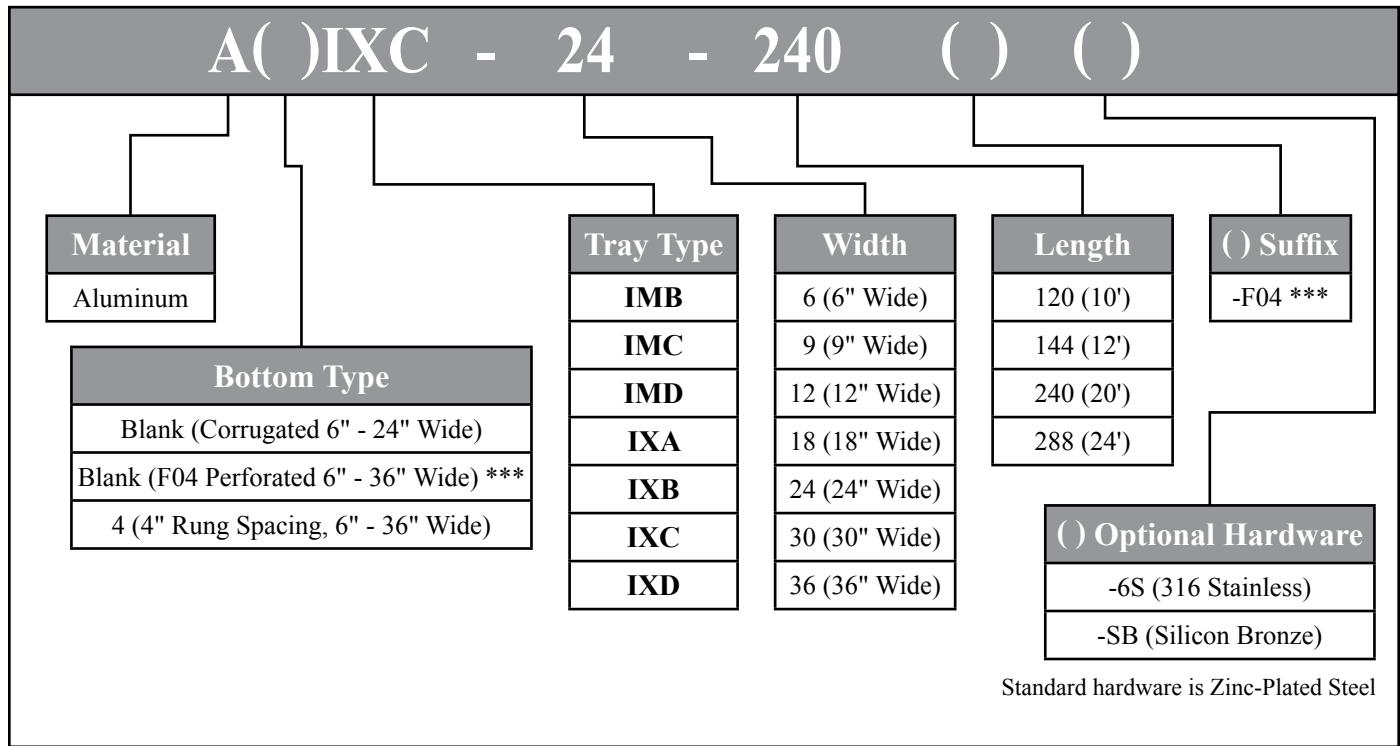 A( )IXC - 24 - 240 ( ) ( )
Material
Aluminum
Bottom Type
Blank (Corrugated 6" - 24" Wide)
Blank (F04 Perforated 6" - 36" Wide) ***
4 (4" Rung Spacing, 6" - 36" Wide)
Tray Type
IMB
IMC
IMD
IXA
IXB
IXC
IXD
Width
6 (6" Wide)
9 (9" Wide)
12 (12" Wide)
18 (18" Wide)
24 (24" Wide)
30 (30" Wide)
36 (36" Wide)
Length
120 (10')
144 (12')
240 (20')
288 (24')
( ) Suffix
-F04 ***
( ) Optional Hardware
-6S (316 Stainless)
-SB (Silicon Bronze)
Standard hardware is Zinc-Plated Steel